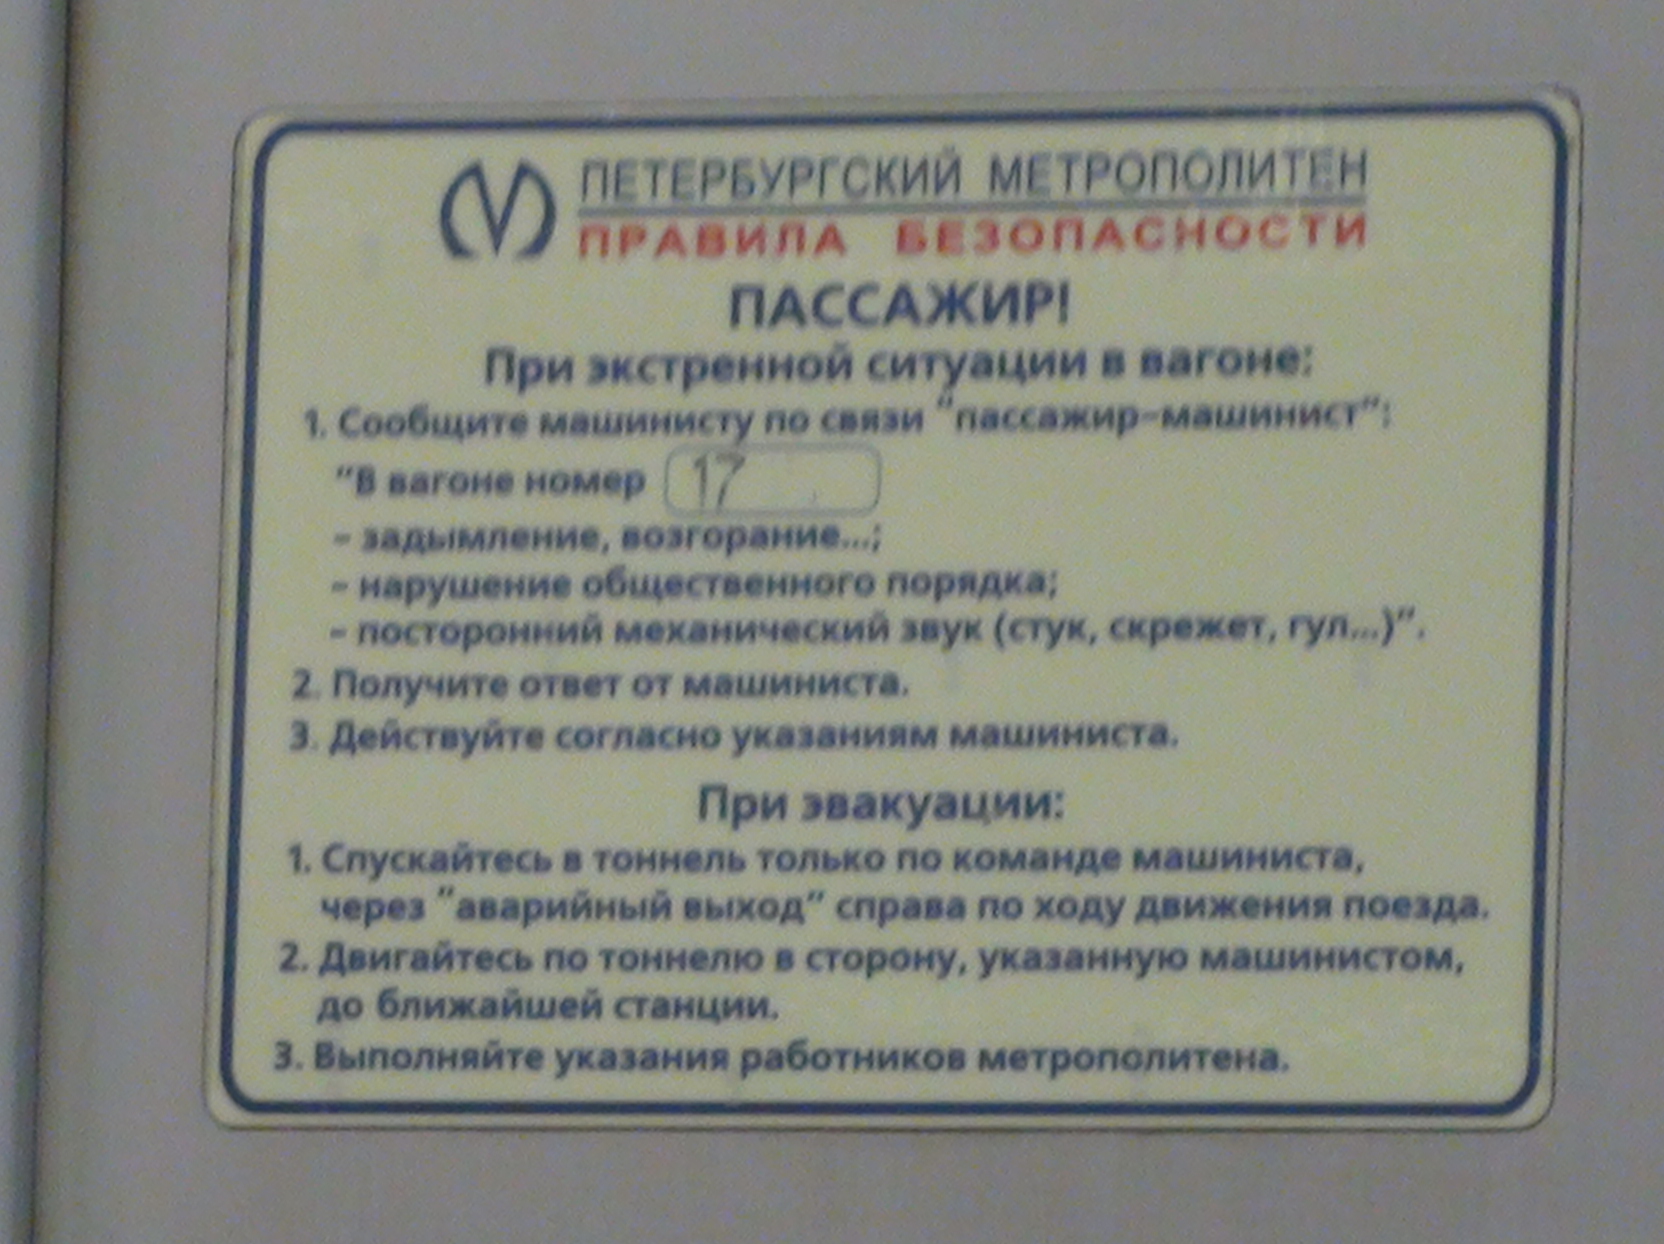 ПЕТЕРБУРГСКИЙ МЕТРОПОЛИТЕН
ПРАВИЛА БЕЗОПАСНОСТИ
ПАССАЖИР!
При экстренной ситуации в вагоне:
1. Сообщите машинисту по связи “пассажир-машинист”:
“В вагоне номер 17
- задымление, возгорание...;
- нарушение общественного порядка;
- посторонний механический звук (стук, скрежет, гул...)”.
2. Получите ответ от машиниста.
3. Действуйте согласно указаниям машиниста.
При эвакуации:
1. Спускайтесь в тоннель только по команде машиниста,
через “аварийный выход” справа по ходу движения поезда.
2. Двигайтесь по тоннелю в сторону, указанную машинистом,
до ближайшей станции.
3. Выполняйте указания работников метрополитена.